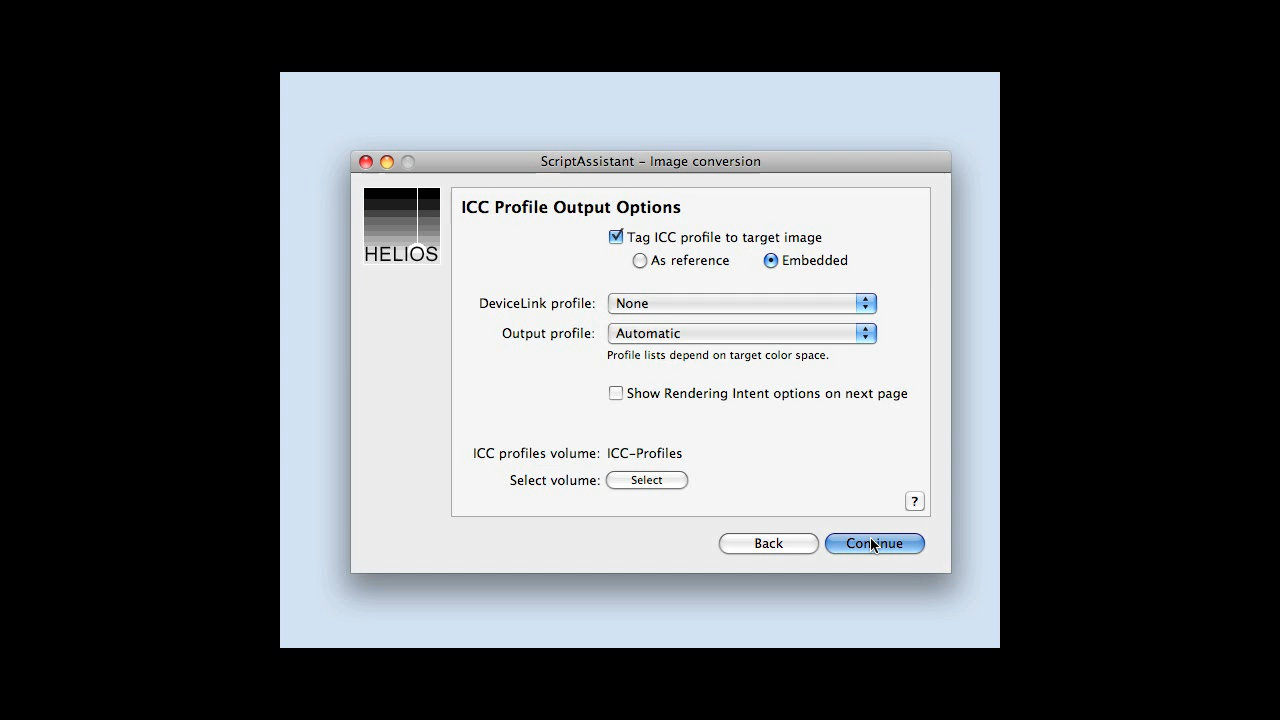 ScriptAssistant - Image conversion
HELIOS
ICC Profile Output Options
Tag ICC profile to target image
As reference Embedded
DeviceLink profile: None
Output profile: Automatic
Profile lists depend on target color space.
Show Rendering Intent options on next page
ICC profiles volume: ICC-Profiles
Select volume: Select
?
Back Continue